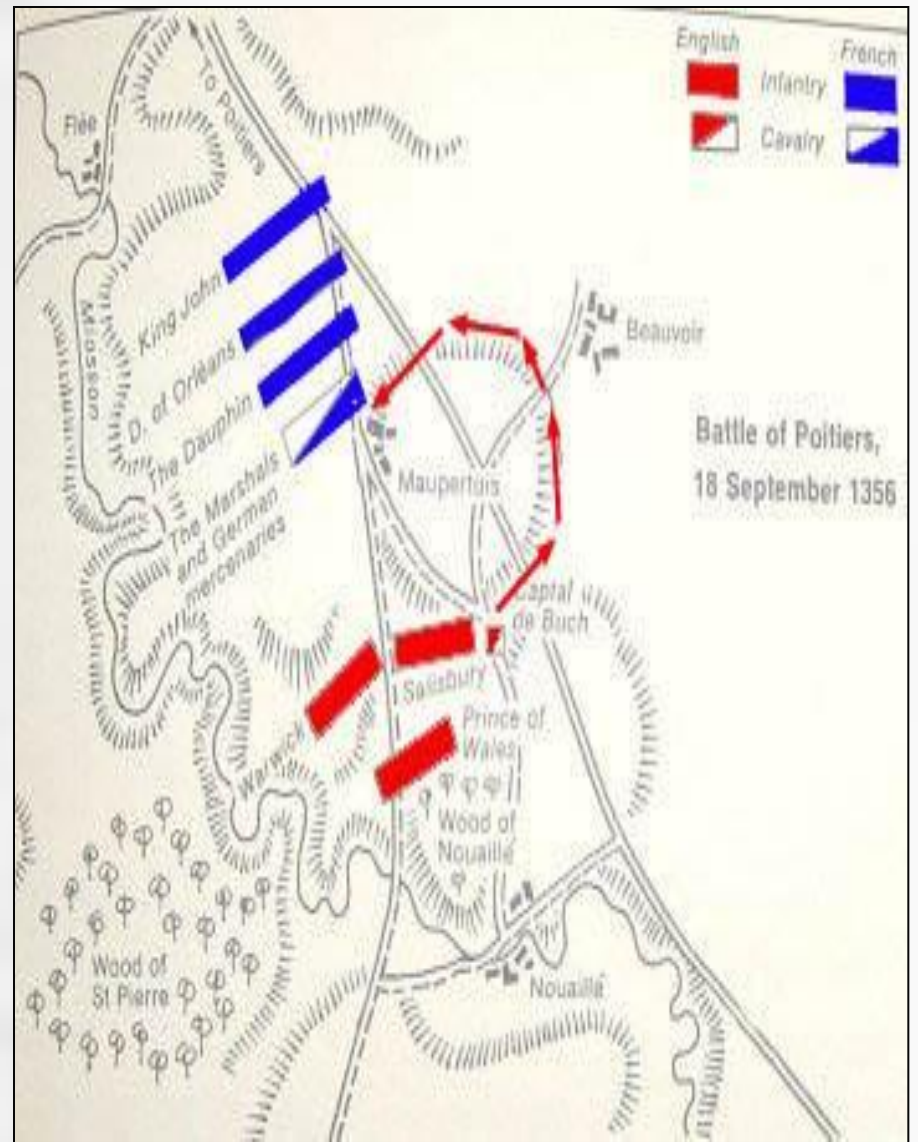 English
French
Infantry
Cavalry
To Poitiers
Flée
Miosson
King John
D. of Orléans
The Dauphin
The Marshals
and German
mercenaries
Beauvoir
Maupertuis
Battle of Poitiers,
18 September 1356
Captal
de Buch
Salisbury
Warwick
Prince of
Wales
Wood of
Nouaillé
Wood of
St Pierre
Nouaillé